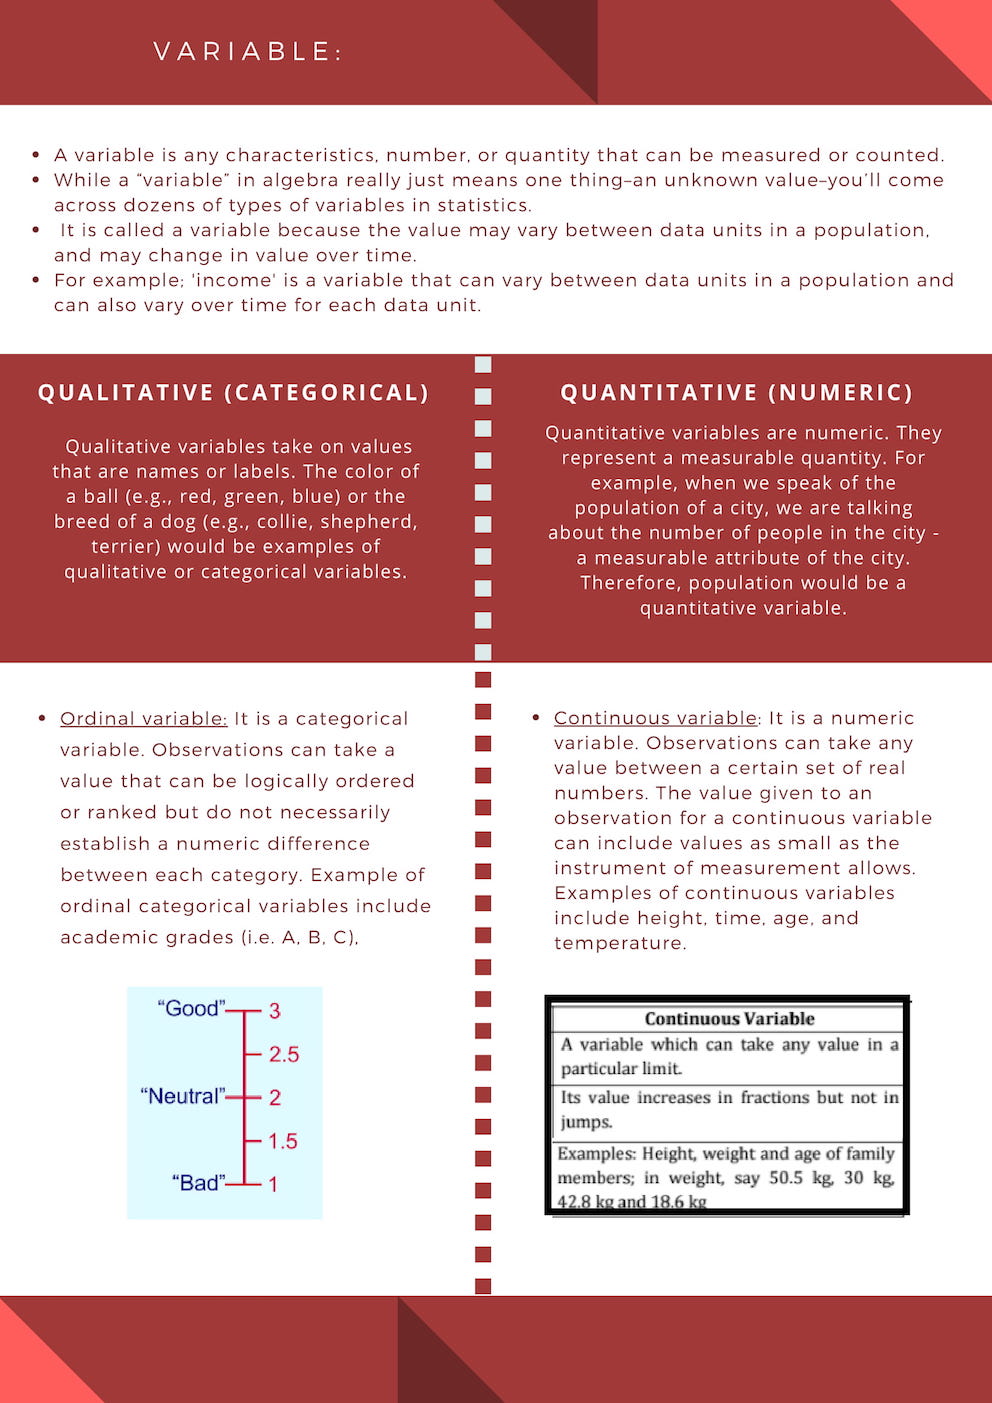 VARIABLE:
• A variable is any characteristics, number, or quantity that can be measured or counted.
• While a “variable” in algebra really just means one thing–an unknown value–you’ll come
across dozens of types of variables in statistics.
• It is called a variable because the value may vary between data units in a population,
and may change in value over time.
• For example; 'income' is a variable that can vary between data units in a population and
can also vary over time for each data unit.
QUALITATIVE (CATEGORICAL)
Qualitative variables take on values
that are names or labels. The color of
a ball (e.g., red, green, blue) or the
breed of a dog (e.g., collie, shepherd,
terrier) would be examples of
qualitative or categorical variables.
QUANTITATIVE (NUMERIC)
Quantitative variables are numeric. They
represent a measurable quantity. For
example, when we speak of the
population of a city, we are talking
about the number of people in the city -
a measurable attribute of the city.
Therefore, population would be a
quantitative variable.
• Ordinal variable: It is a categorical
variable. Observations can take a
value that can be logically ordered
or ranked but do not necessarily
establish a numeric difference
between each category. Example of
ordinal categorical variables include
academic grades (i.e. A, B, C),
“Good” 3
2.5
“Neutral” 2
1.5
“Bad” 1
• Continuous variable: It is a numeric
variable. Observations can take any
value between a certain set of real
numbers. The value given to an
observation for a continuous variable
can include values as small as the
instrument of measurement allows.
Examples of continuous variables
include height, time, age, and
temperature.
Continuous Variable
A variable which can take any value in a
particular limit.
Its value increases in fractions but not in
jumps.
Examples: Height, weight and age of family
members; in weight, say 50.5 kg, 30 kg,
42.8 kg and 18.6 kg